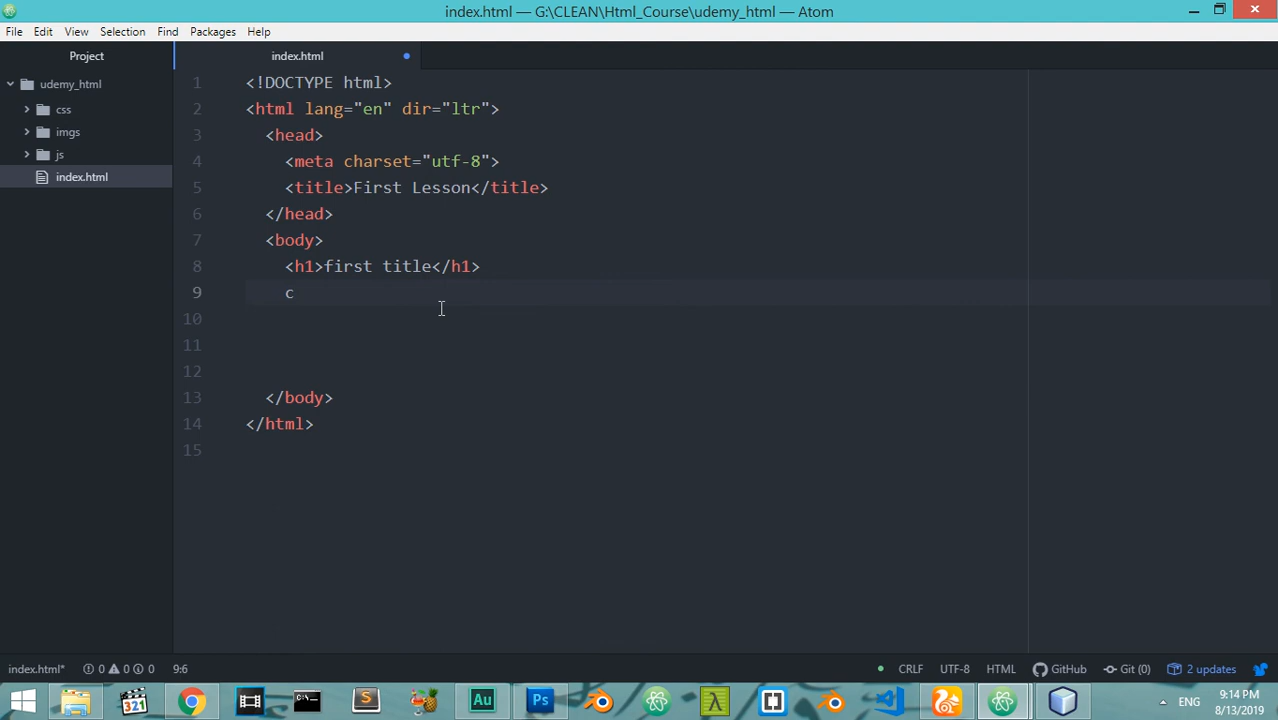 index.html — G:\CLEAN\Html_Course\udemy_html — Atom
File Edit View Selection Find Packages Help
Project
index.html
udemy_html
css
imgs
js
index.html
1 <!DOCTYPE html>
2 <html lang="en" dir="ltr">
3 <head>
4 <meta charset="utf-8">
5 <title>First Lesson</title>
6 </head>
7 <body>
8 <h1>first title</h1>
9 c
10
11
12
13 </body>
14 </html>
15
index.html* 0 0 0 9:6 CRLF UTF-8 HTML GitHub Git (0) 2 updates
321 C:\_ S Au Ps λ ENG 9:14 PM
8/13/2019